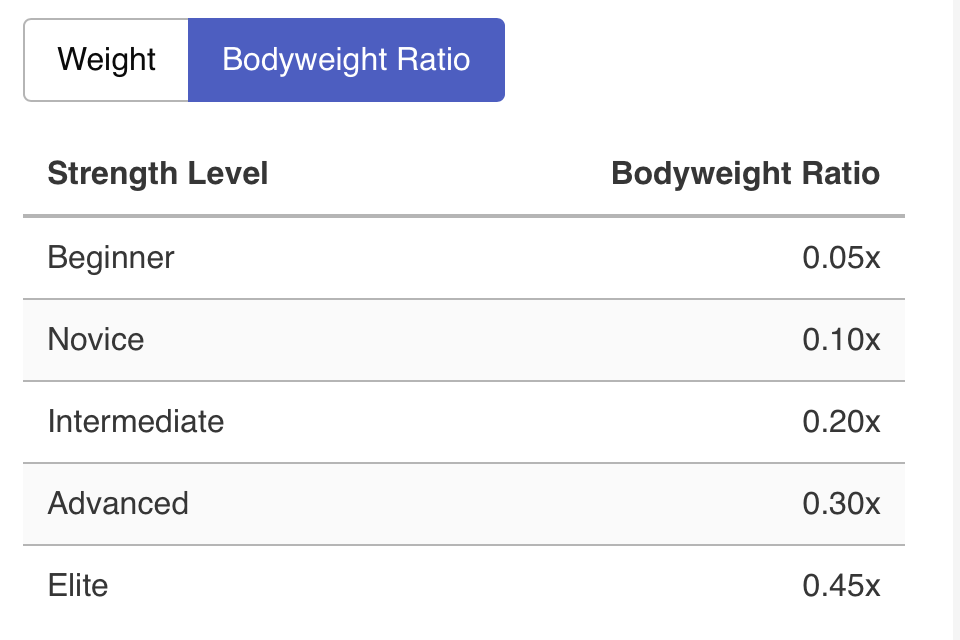 Weight Bodyweight Ratio
Strength Level Bodyweight Ratio
Beginner 0.05x
Novice 0.10x
Intermediate 0.20x
Advanced 0.30x
Elite 0.45x